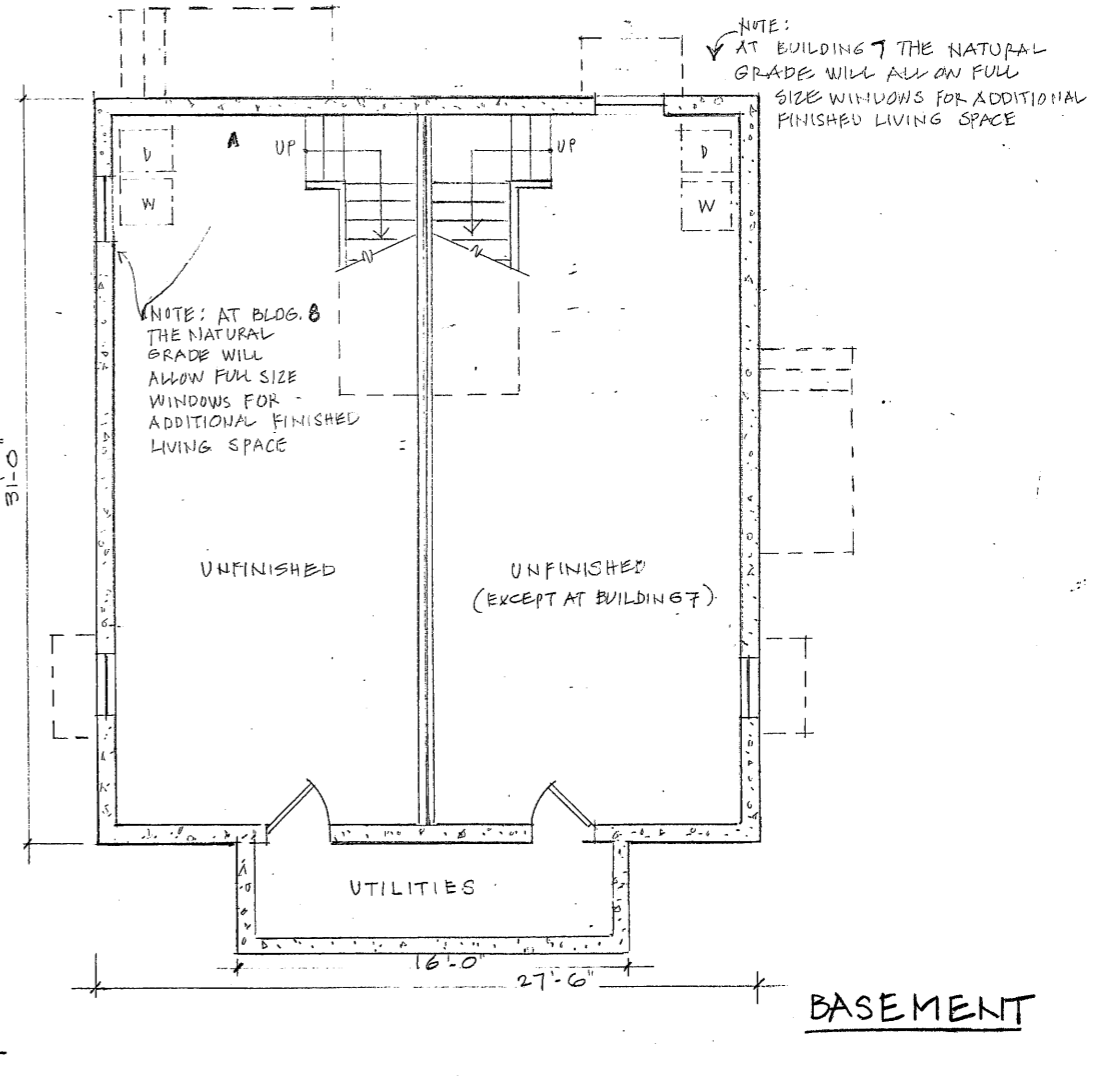 NOTE:
AT BUILDING 7 THE NATURAL
GRADE WILL ALLOW FULL
SIZE WINDOWS FOR ADDITIONAL
FINISHED LIVING SPACE
D
W
A
UP
UP
D
W
NOTE: AT BLDG. 8
THE NATURAL
GRADE WILL
ALLOW FULL SIZE
WINDOWS FOR
ADDITIONAL FINISHED
LIVING SPACE
31'-0"
UNFINISHED
UNFINISHED
(EXCEPT AT BUILDING 7)
UTILITIES
16'-0"
27'-6"
BASEMENT